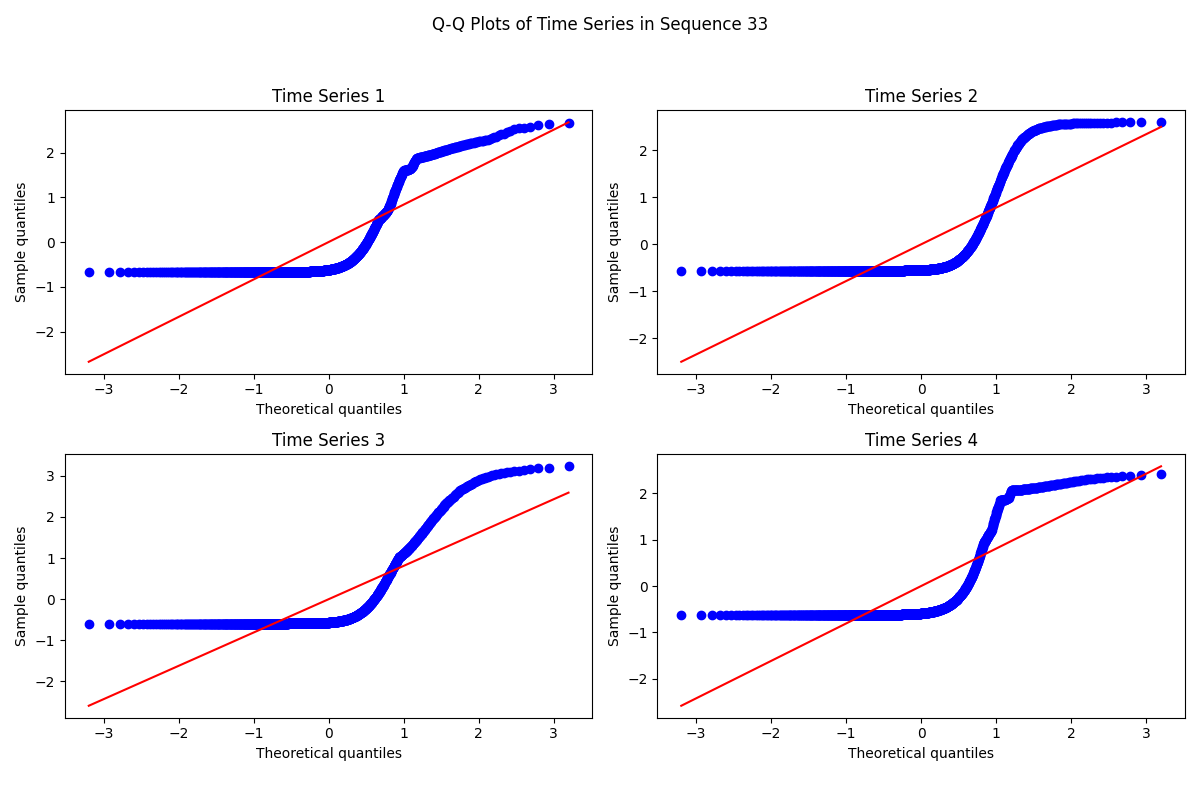 Q-Q Plots of Time Series in Sequence 33
Time Series 1
Sample quantiles
2
1
0
−1
−2
−3 −2 −1 0 1 2 3
Theoretical quantiles
Time Series 2
Sample quantiles
2
1
0
−1
−2
−3 −2 −1 0 1 2 3
Theoretical quantiles
Time Series 3
Sample quantiles
3
2
1
0
−1
−2
−3 −2 −1 0 1 2 3
Theoretical quantiles
Time Series 4
Sample quantiles
2
1
0
−1
−2
−3 −2 −1 0 1 2 3
Theoretical quantiles